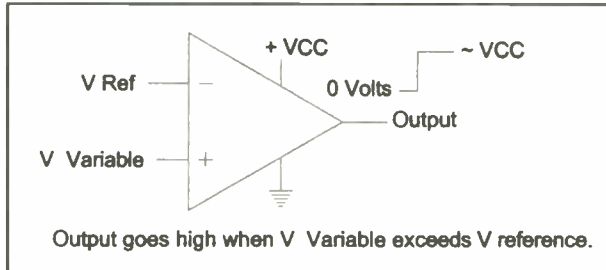 + VCC
~ VCC
V Ref
−
0 Volts
Output
V Variable
+
Output goes high when V Variable exceeds V reference.